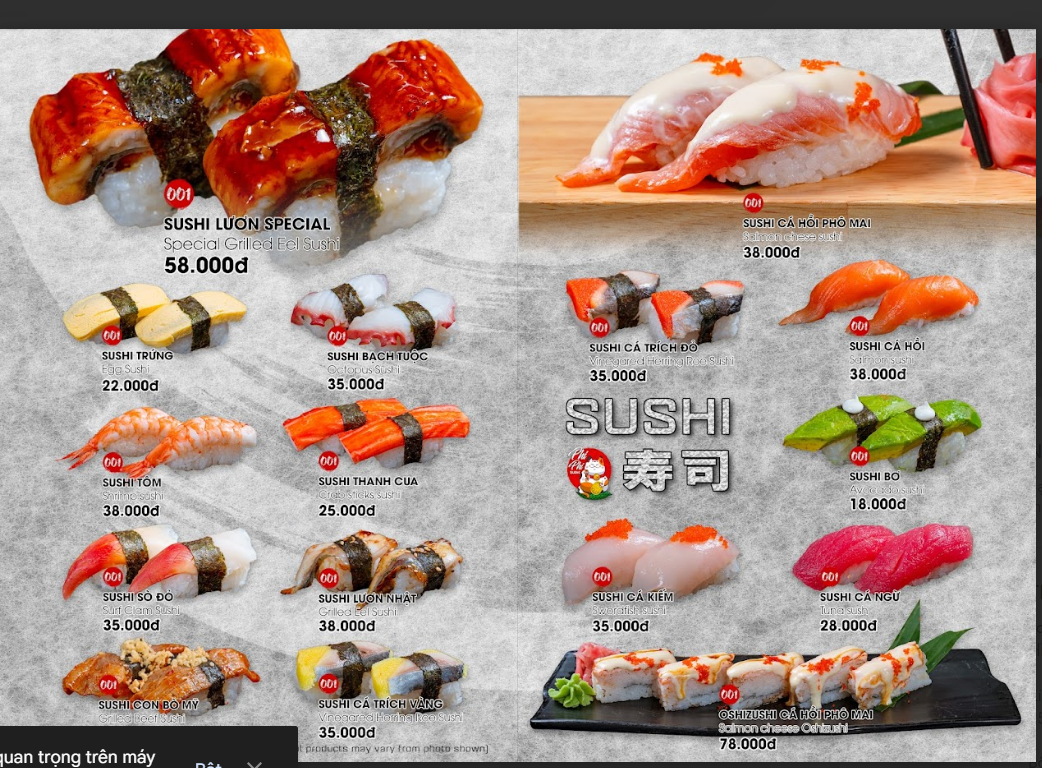 001
SUSHI LƯƠN SPECIAL
Special Grilled Eel Sushi
58.000đ
001
SUSHI TRỨNG
Egg Sushi
22.000đ
001
SUSHI BẠCH TUỘC
Octopus Sushi
35.000đ
001
SUSHI TÔM
Shrimp sushi
38.000đ
001
SUSHI THANH CUA
Crab sticks sushi
25.000đ
001
SUSHI SÒ ĐỎ
Surf Clam Sushi
35.000đ
001
SUSHI LƯƠN NHẬT
Grilled Eel Sushi
38.000đ
001
SUSHI CON BÒ MỸ
Grilled Beef Sushi
001
SUSHI CÁ TRÍCH VÀNG
Vinegared Herring Roe Sushi
35.000đ
products may vary from photo shown)
001
SUSHI CÁ HỒI PHÔ MAI
Salmon chese sushi
38.000đ
001
SUSHI CÁ TRÍCH ĐỎ
Vinegared Herring Roe Sushi
35.000đ
001
SUSHI CÁ HỒI
Salmon sushi
38.000đ
SUSHI
寿司
001
SUSHI BƠ
Avocado sushi
18.000đ
001
SUSHI CÁ KIẾM
Swordfish sushi
35.000đ
001
SUSHI CÁ NGỪ
Tuna sushi
28.000đ
001
OSHIZUSHI CÁ HỒI PHÔ MAI
Salmon cheese Oshizushi
78.000đ
quan trọng trên máy